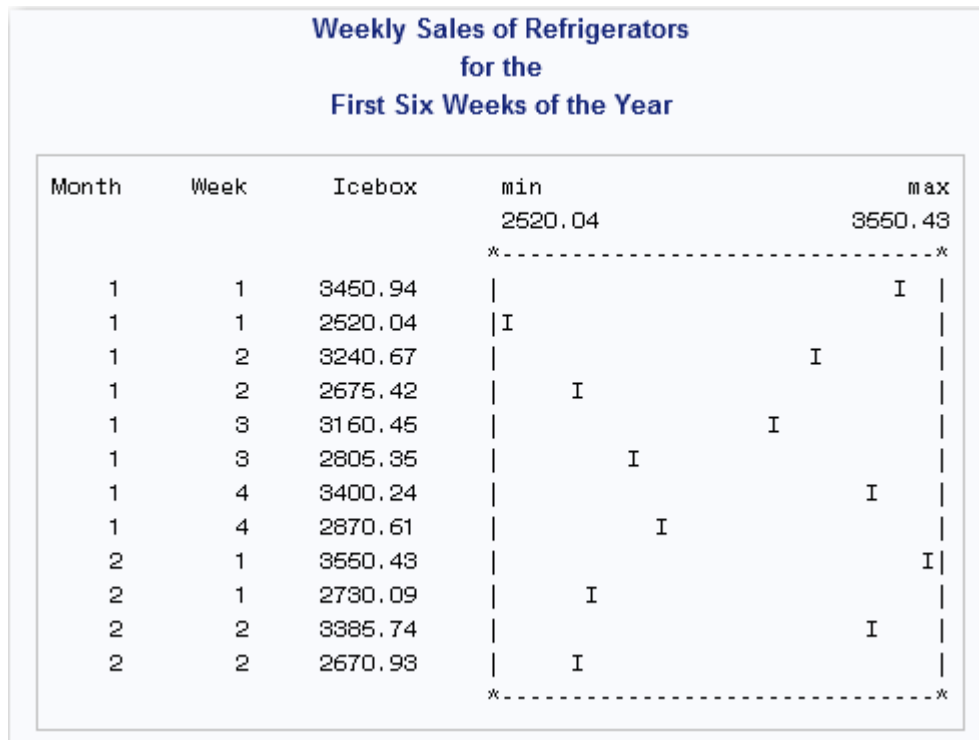 Weekly Sales of Refrigerators
for the
First Six Weeks of the Year
Month Week Icebox min max
2520.04 3550.43
*-------------------------------*
1 1 3450.94 | I |
1 1 2520.04 |I |
1 2 3240.67 | I |
1 2 2675.42 | I |
1 3 3160.45 | I |
1 3 2805.35 | I |
1 4 3400.24 | I |
1 4 2870.61 | I |
2 1 3550.43 | I|
2 1 2730.09 | I |
2 2 3385.74 | I |
2 2 2670.93 | I |
*-------------------------------*